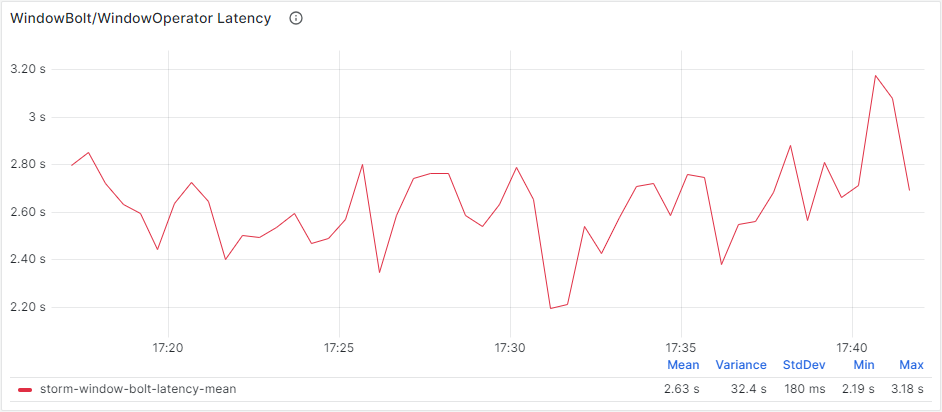 WindowBolt/WindowOperator Latency
3.20 s
3 s
2.80 s
2.60 s
2.40 s
2.20 s
17:20 17:25 17:30 17:35 17:40
Mean Variance StdDev Min Max
storm-window-bolt-latency-mean 2.63 s 32.4 s 180 ms 2.19 s 3.18 s